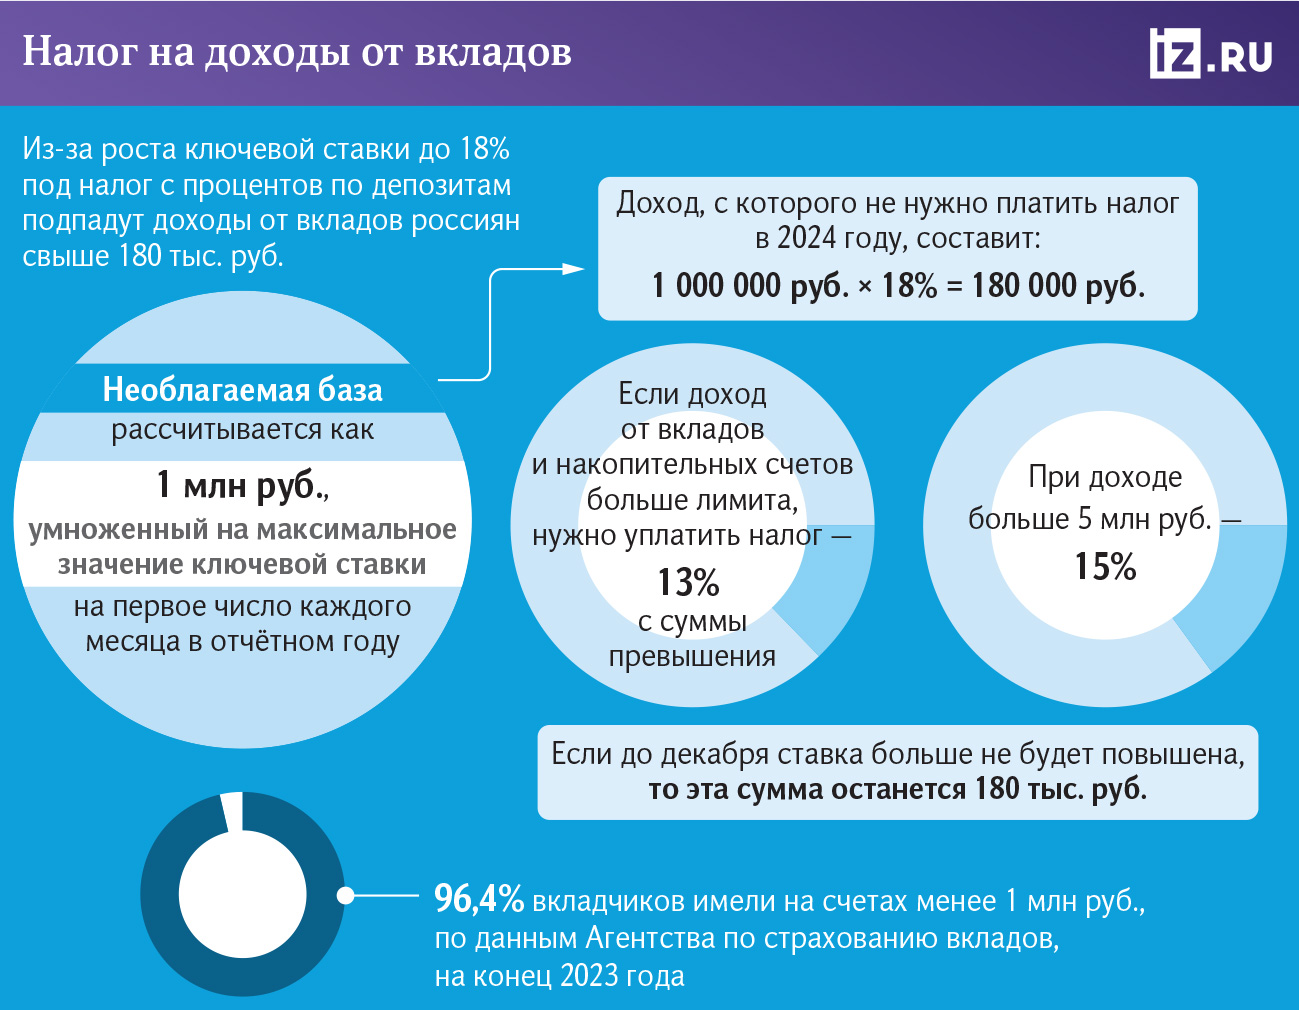 Налог на доходы от вкладов
iz.RU
Из-за роста ключевой ставки до 18%
под налог с процентов по депозитам
подпадут доходы от вкладов россиян
свыше 180 тыс. руб.
Доход, с которого не нужно платить налог
в 2024 году, составит:
1 000 000 руб. × 18% = 180 000 руб.
Необлагаемая база
рассчитывается как
1 млн руб.,
умноженный на максимальное
значение ключевой ставки
на первое число каждого
месяца в отчётном году
Если доход
от вкладов
и накопительных счетов
больше лимита,
нужно уплатить налог —
13%
с суммы
превышения
При доходе
больше 5 млн руб. —
15%
Если до декабря ставка больше не будет повышена,
то эта сумма останется 180 тыс. руб.
96,4% вкладчиков имели на счетах менее 1 млн руб.,
по данным Агентства по страхованию вкладов,
на конец 2023 года